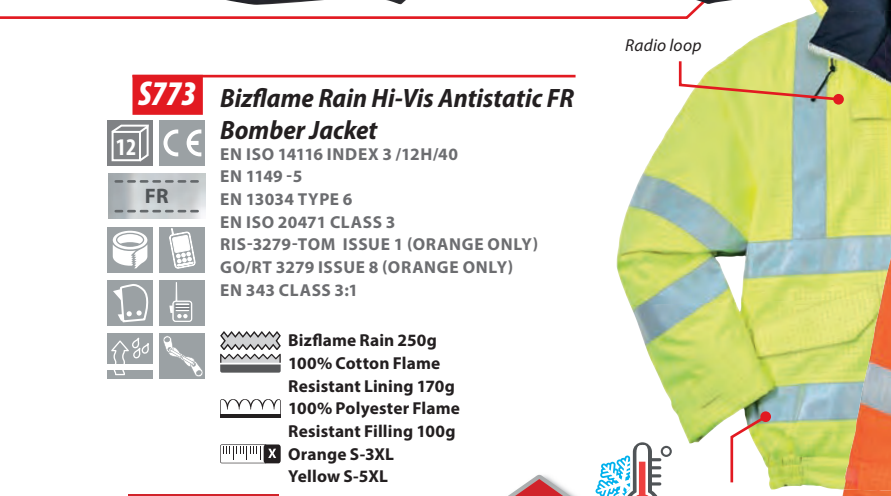 Radio loop
S773
Bizflame Rain Hi-Vis Antistatic FR
Bomber Jacket
12
CE
FR
EN ISO 14116 INDEX 3 /12H/40
EN 1149 -5
EN 13034 TYPE 6
EN ISO 20471 CLASS 3
RIS-3279-TOM ISSUE 1 (ORANGE ONLY)
GO/RT 3279 ISSUE 8 (ORANGE ONLY)
EN 343 CLASS 3:1
Bizflame Rain 250g
100% Cotton Flame
Resistant Lining 170g
100% Polyester Flame
Resistant Filling 100g
X Orange S-3XL
Yellow S-5XL